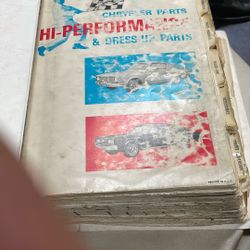 CHRYSLER PARTS
HI-PERFORMANCE
& DRESS-UP PARTS